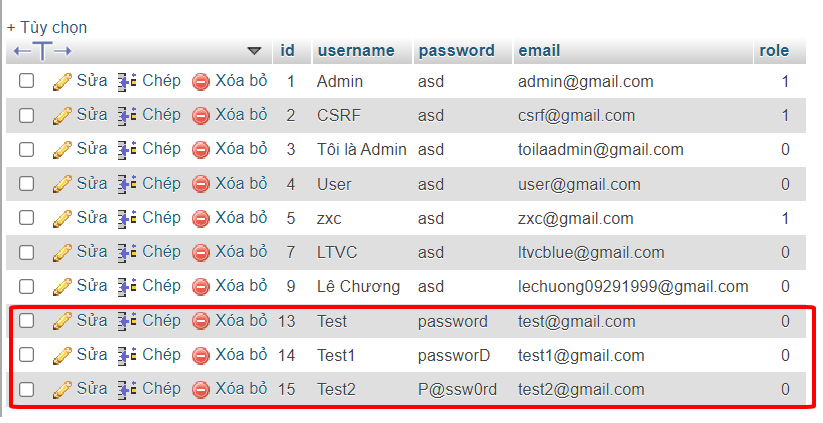 + Tùy chọn
id username password email role
Sửa Chép Xóa bỏ 1 Admin asd admin@gmail.com 1
Sửa Chép Xóa bỏ 2 CSRF asd csrf@gmail.com 1
Sửa Chép Xóa bỏ 3 Tôi là Admin asd toilaadmin@gmail.com 0
Sửa Chép Xóa bỏ 4 User asd user@gmail.com 0
Sửa Chép Xóa bỏ 5 zxc asd zxc@gmail.com 1
Sửa Chép Xóa bỏ 7 LTVC asd ltvcblue@gmail.com 0
Sửa Chép Xóa bỏ 9 Lê Chương asd lechuong09291999@gmail.com 0
Sửa Chép Xóa bỏ 13 Test password test@gmail.com 0
Sửa Chép Xóa bỏ 14 Test1 passworD test1@gmail.com 0
Sửa Chép Xóa bỏ 15 Test2 P@ssw0rd test2@gmail.com 0